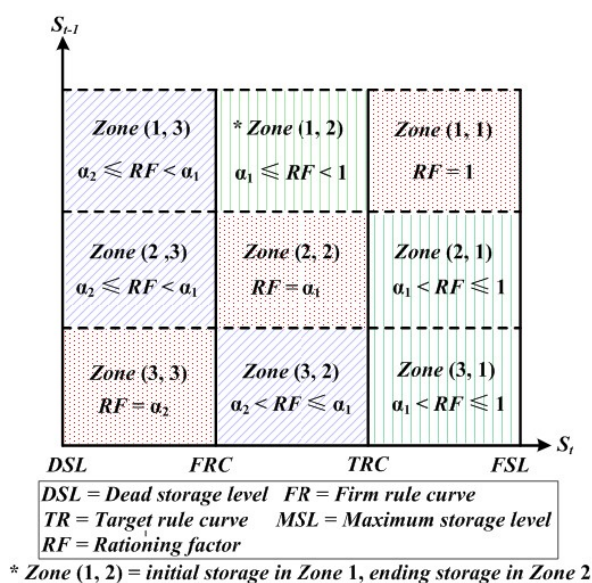 S_{t-1}
Zone (1, 3) * Zone (1, 2) Zone (1, 1)
α₂ ≤ RF < α₁ α₁ ≤ RF < 1 RF = 1
Zone (2 ,3) Zone (2, 2) Zone (2, 1)
α₂ ≤ RF < α₁ RF = α₁ α₁ < RF ≤ 1
Zone (3, 3) Zone (3, 2) Zone (3, 1)
RF = α₂ α₂ < RF ≤ α₁ α₁ < RF ≤ 1
S_t
DSL FRC TRC FSL
DSL = Dead storage level FR = Firm rule curve
TR = Target rule curve MSL = Maximum storage level
RF = Rationing factor
* Zone (1, 2) = initial storage in Zone 1, ending storage in Zone 2